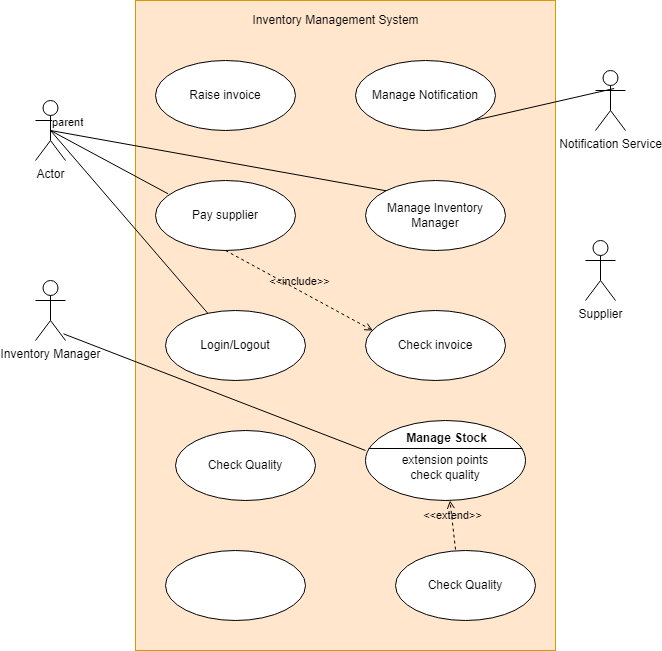 Inventory Management System
Raise invoice
Manage Notification
parent
Notification Service
Actor
Pay supplier
Manage Inventory
Manager
<<include>>
Supplier
Login/Logout
Check invoice
Inventory Manager
Manage Stock
extension points
check quality
Check Quality
<<extend>>
Check Quality